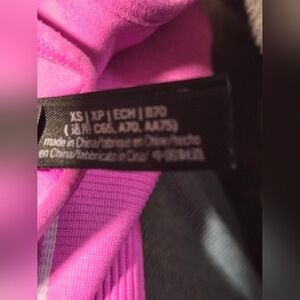 XS | XP | ECH | B70
(适用 C65, A70, AA75)
made in China/fabriqué en Chine/hecho
en China/fabbricato in Cina/ 中国制造